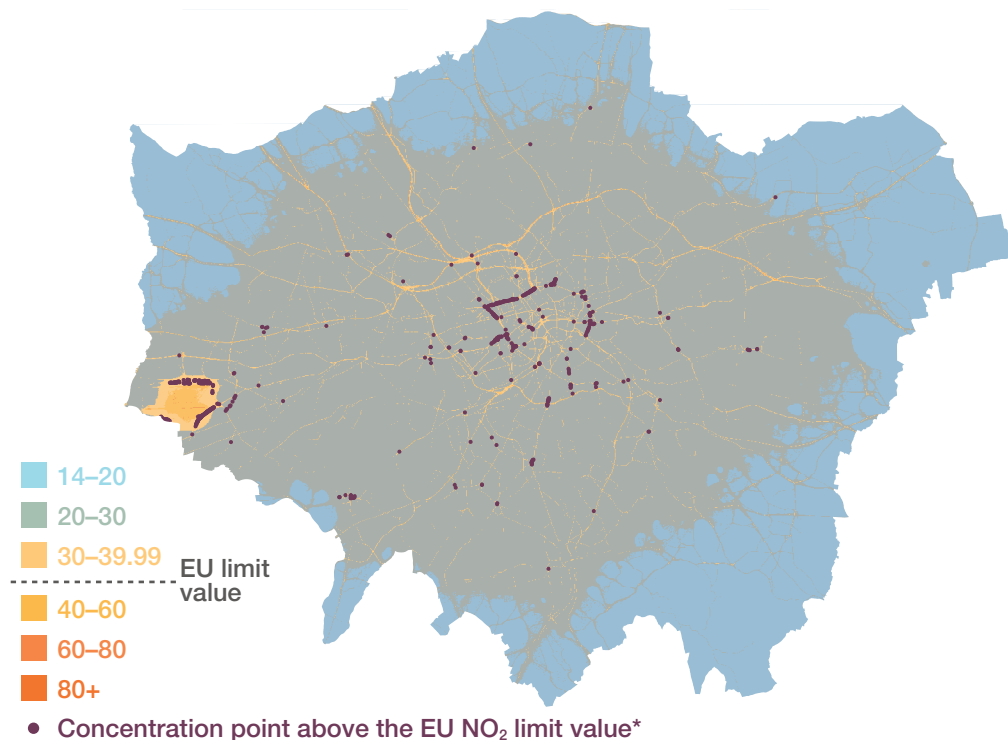 14–20
20–30
30–39.99
EU limit
value
40–60
60–80
80+
Concentration point above the EU NO₂ limit value*